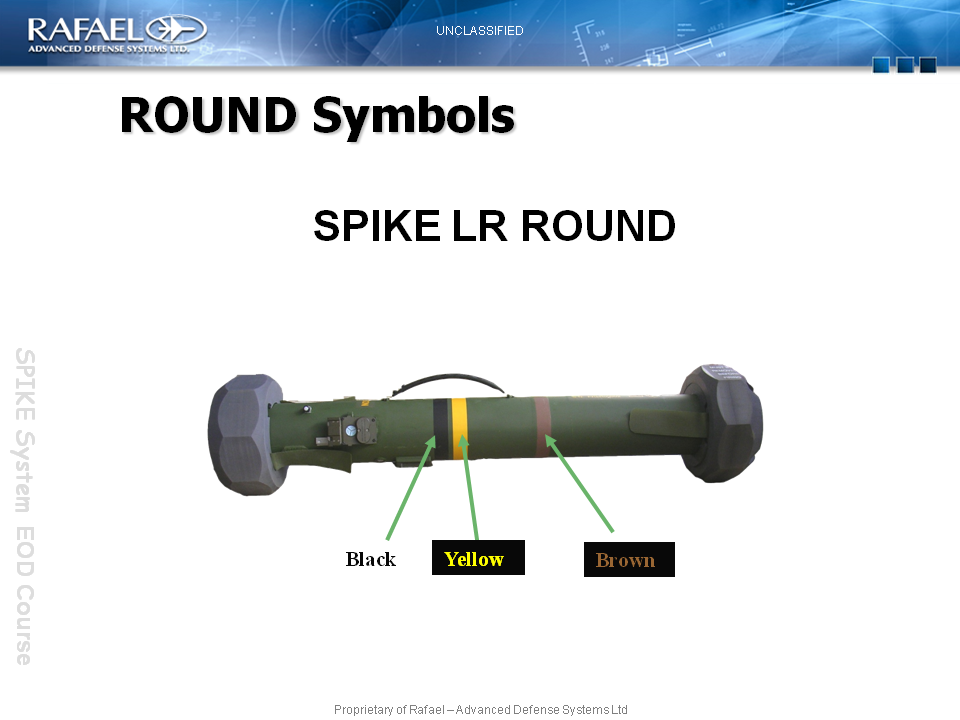 RAFAEL
ADVANCED DEFENSE SYSTEMS LTD.
UNCLASSIFIED
ROUND Symbols
SPIKE LR ROUND
SPIKE System EOD Course
Black
Yellow
Brown
Proprietary of Rafael – Advanced Defense Systems Ltd